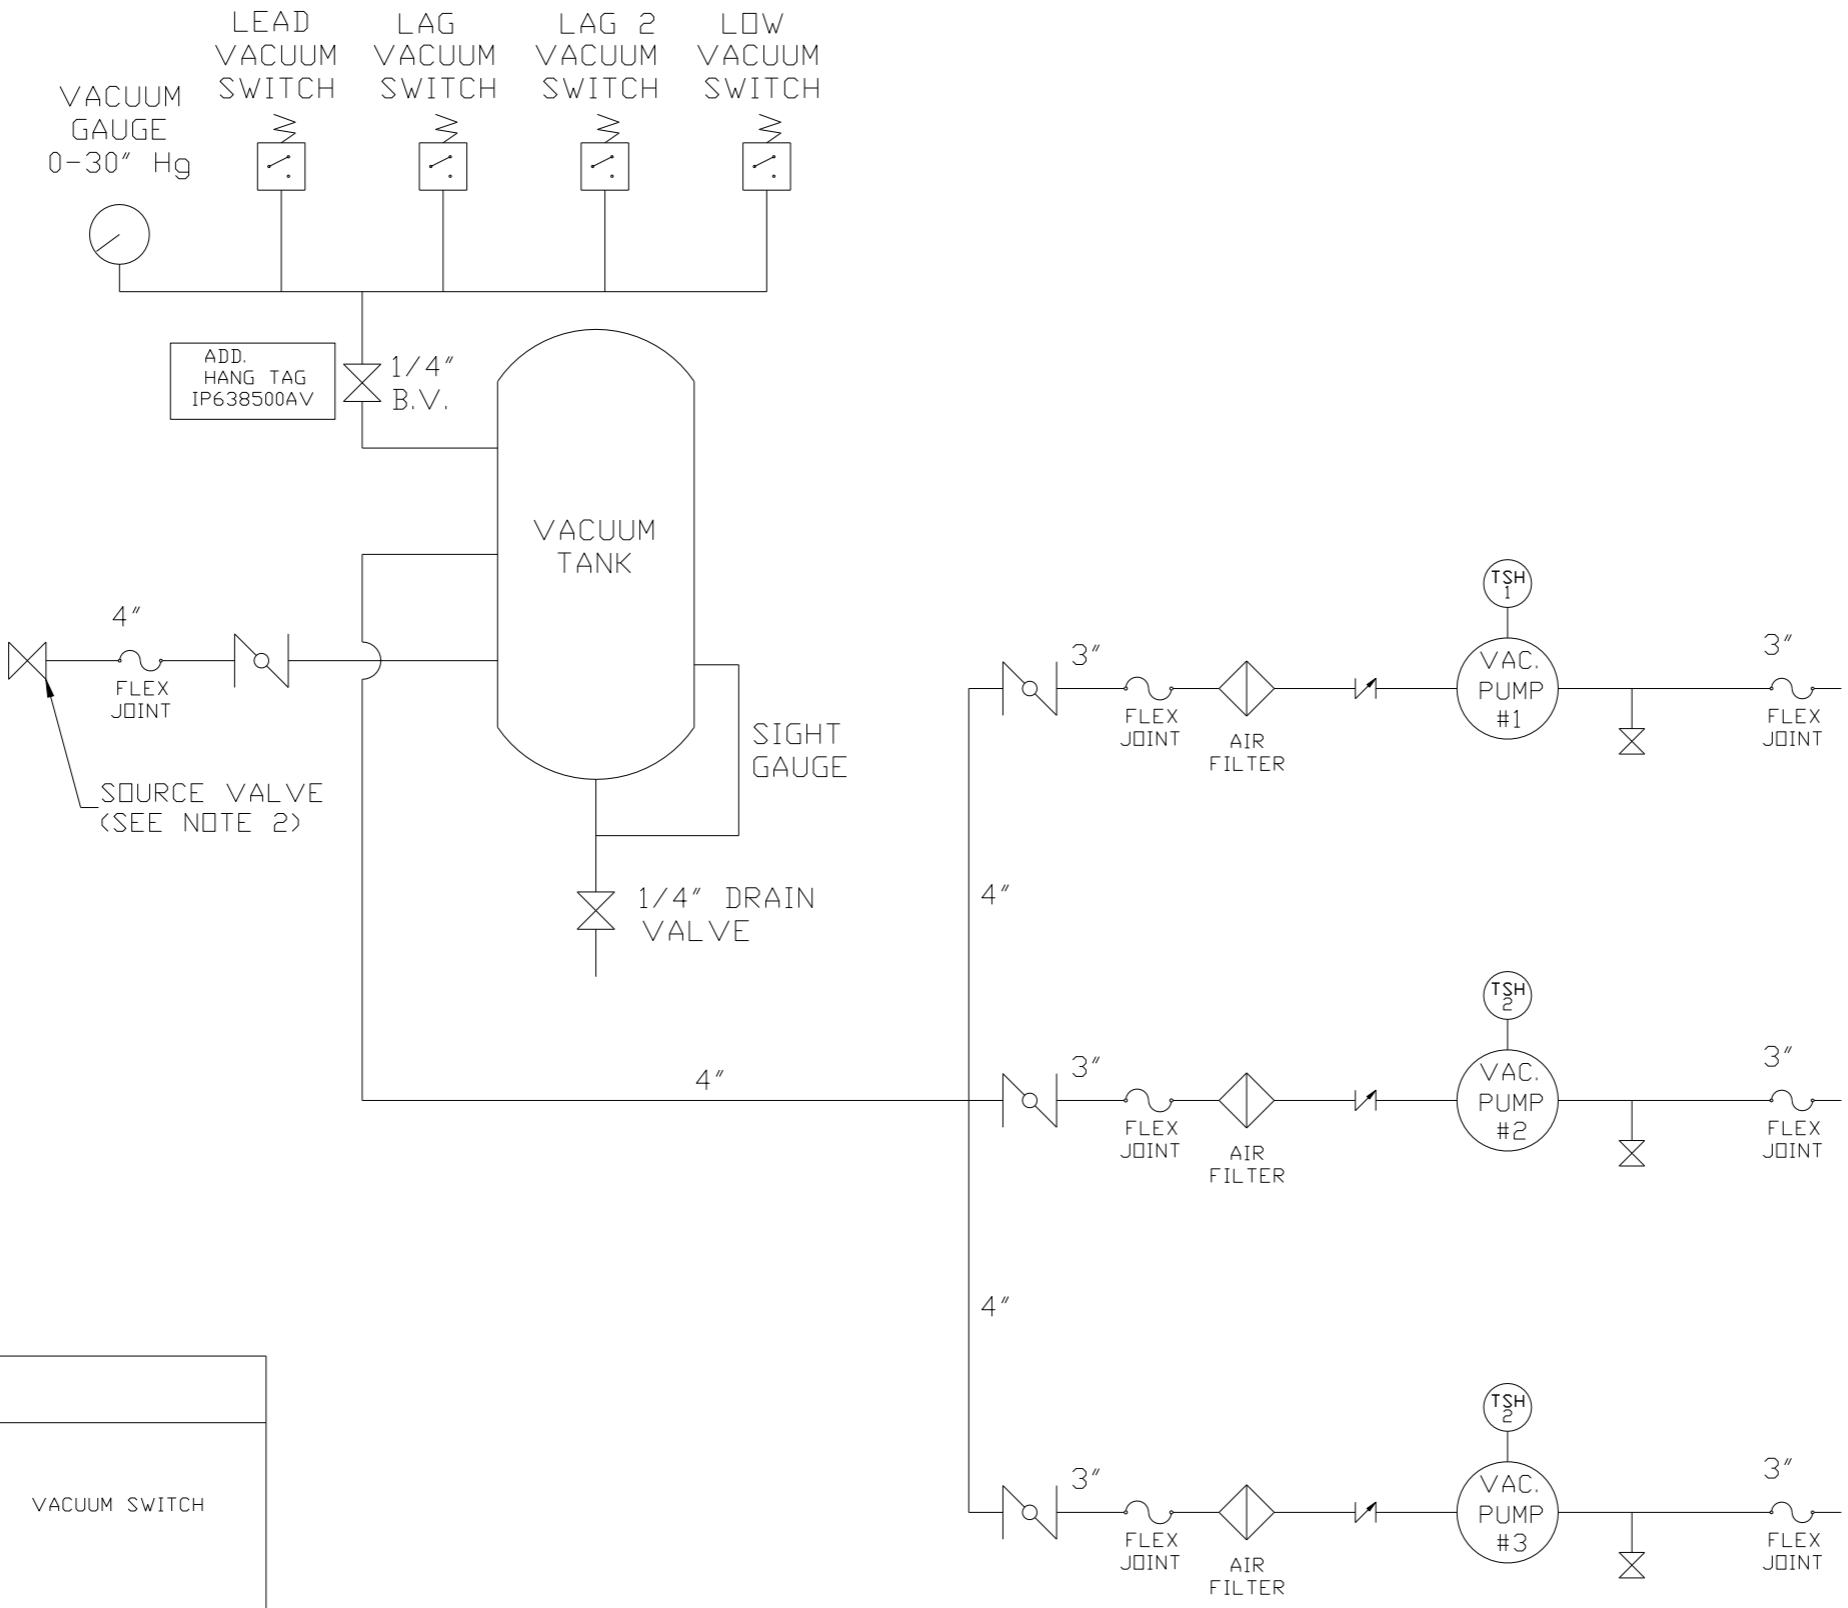 LEAD
VACUUM
SWITCH
LAG
VACUUM
SWITCH
LAG 2
VACUUM
SWITCH
LOW
VACUUM
SWITCH
VACUUM
GAUGE
0-30" Hg
ADD.
HANG TAG
IP638500AV
1/4"
B.V.
VACUUM
TANK
4"
FLEX
JOINT
SOURCE VALVE
(SEE NOTE 2)
SIGHT
GAUGE
1/4" DRAIN
VALVE
4"
4"
4"
TSH
1
3"
FLEX
JOINT
AIR
FILTER
VAC.
PUMP
#1
3"
FLEX
JOINT
TSH
2
3"
FLEX
JOINT
AIR
FILTER
VAC.
PUMP
#2
3"
FLEX
JOINT
TSH
2
3"
FLEX
JOINT
AIR
FILTER
VAC.
PUMP
#3
3"
FLEX
JOINT
VACUUM SWITCH